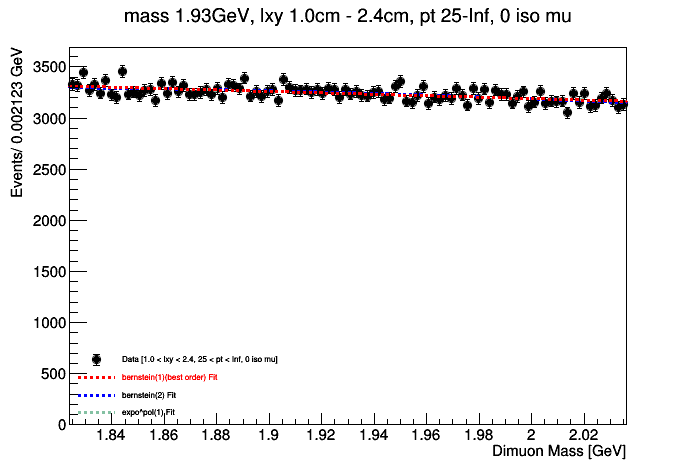 mass 1.93GeV, lxy 1.0cm - 2.4cm, pt 25-Inf, 0 iso mu
Events/ 0.002123 GeV
3500
3000
2500
2000
1500
1000
500
0
Data [1.0 < lxy < 2.4, 25 < pt < Inf, 0 iso mu]
bernstein(1)(best order) Fit
bernstein(2) Fit
expo^pol(1) Fit
1.84 1.86 1.88 1.9 1.92 1.94 1.96 1.98 2 2.02
Dimuon Mass [GeV]